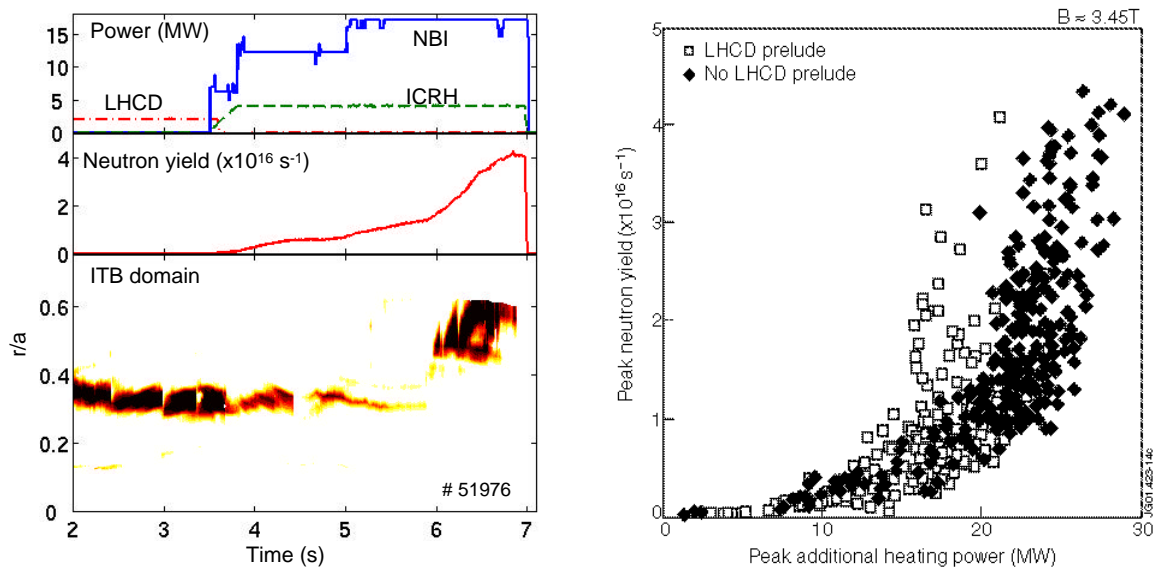 Power (MW)
15
10
5
0
NBI
LHCD
ICRH
Neutron yield (x10¹⁶ s⁻¹)
4
2
0
ITB domain
r/a
0.6
0.4
0.2
0
# 51976
2
3
4
5
6
7
Time (s)
B ≈ 3.45T
□ LHCD prelude
◆ No LHCD prelude
Peak neutron yield (x10¹⁶ s⁻¹)
5
4
3
2
1
0
0
10
20
30
Peak additional heating power (MW)
JG01.423-14c